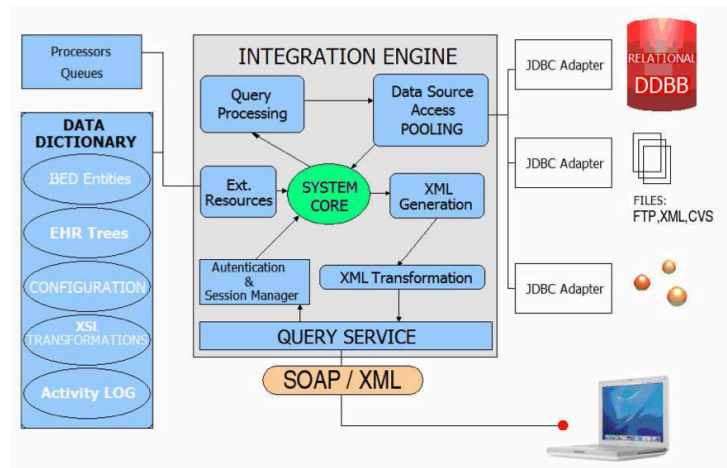 Processors
Queues
DATA
DICTIONARY
BED Entities
EHR Trees
CONFIGURATION
XSL
TRANSFORMATIONS
Activity LOG
INTEGRATION ENGINE
Query
Processing
Data Source
Access
POOLING
Ext.
Resources
SYSTEM
CORE
XML
Generation
Autentication
&
Session Manager
XML Transformation
QUERY SERVICE
SOAP / XML
JDBC Adapter
RELATIONAL
DDBB
JDBC Adapter
FILES:
FTP,XML,CVS
JDBC Adapter